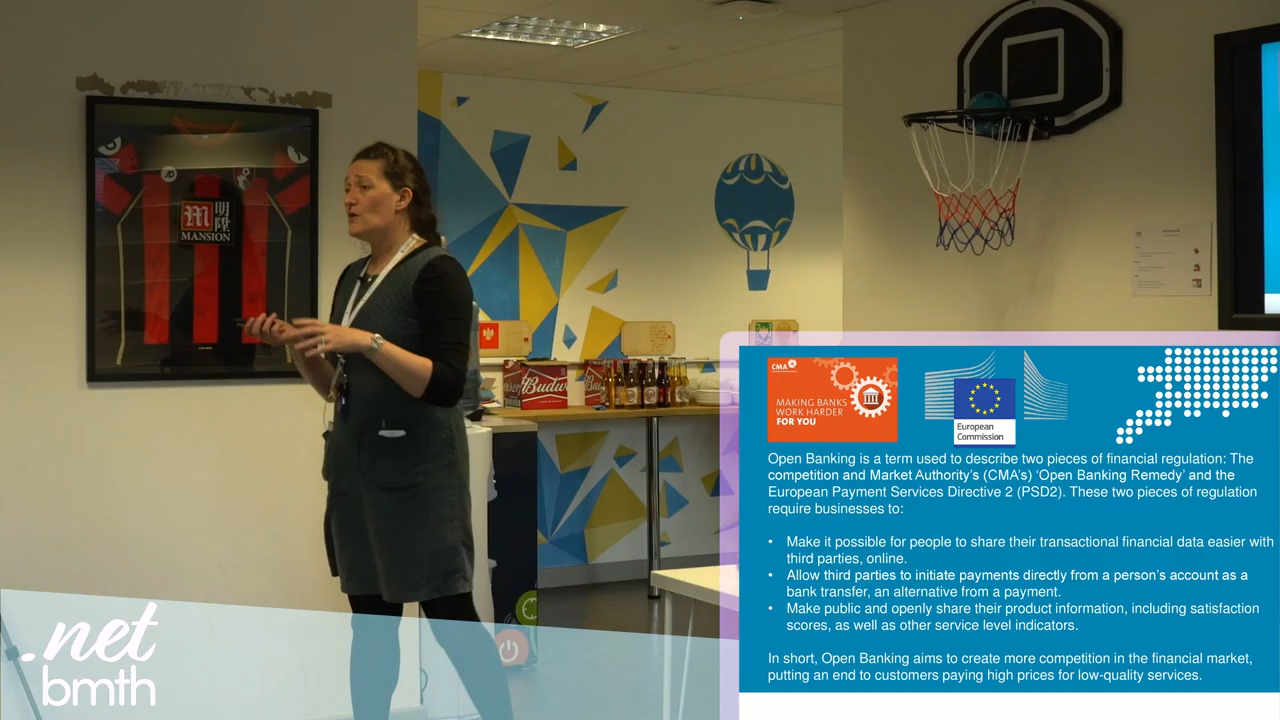 明
陞
M
MANSION
Budw
CMA
MAKING BANKS
WORK HARDER
FOR YOU
European
Commission
Open Banking is a term used to describe two pieces of financial regulation: The
competition and Market Authority's (CMA's) 'Open Banking Remedy' and the
European Payment Services Directive 2 (PSD2). These two pieces of regulation
require businesses to:
• Make it possible for people to share their transactional financial data easier with
third parties, online.
• Allow third parties to initiate payments directly from a person's account as a
bank transfer, an alternative from a payment.
• Make public and openly share their product information, including satisfaction
scores, as well as other service level indicators.
In short, Open Banking aims to create more competition in the financial market,
putting an end to customers paying high prices for low-quality services.
.net
bmth